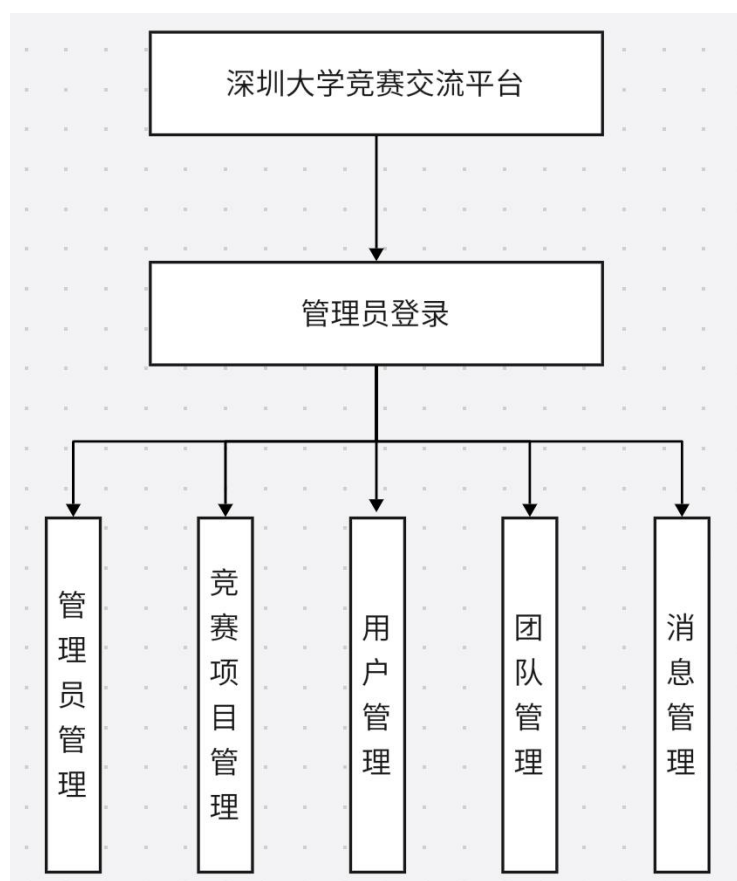 深圳大学竞赛交流平台
管理员登录
管理员管理
竞赛项目管理
用户管理
团队管理
消息管理